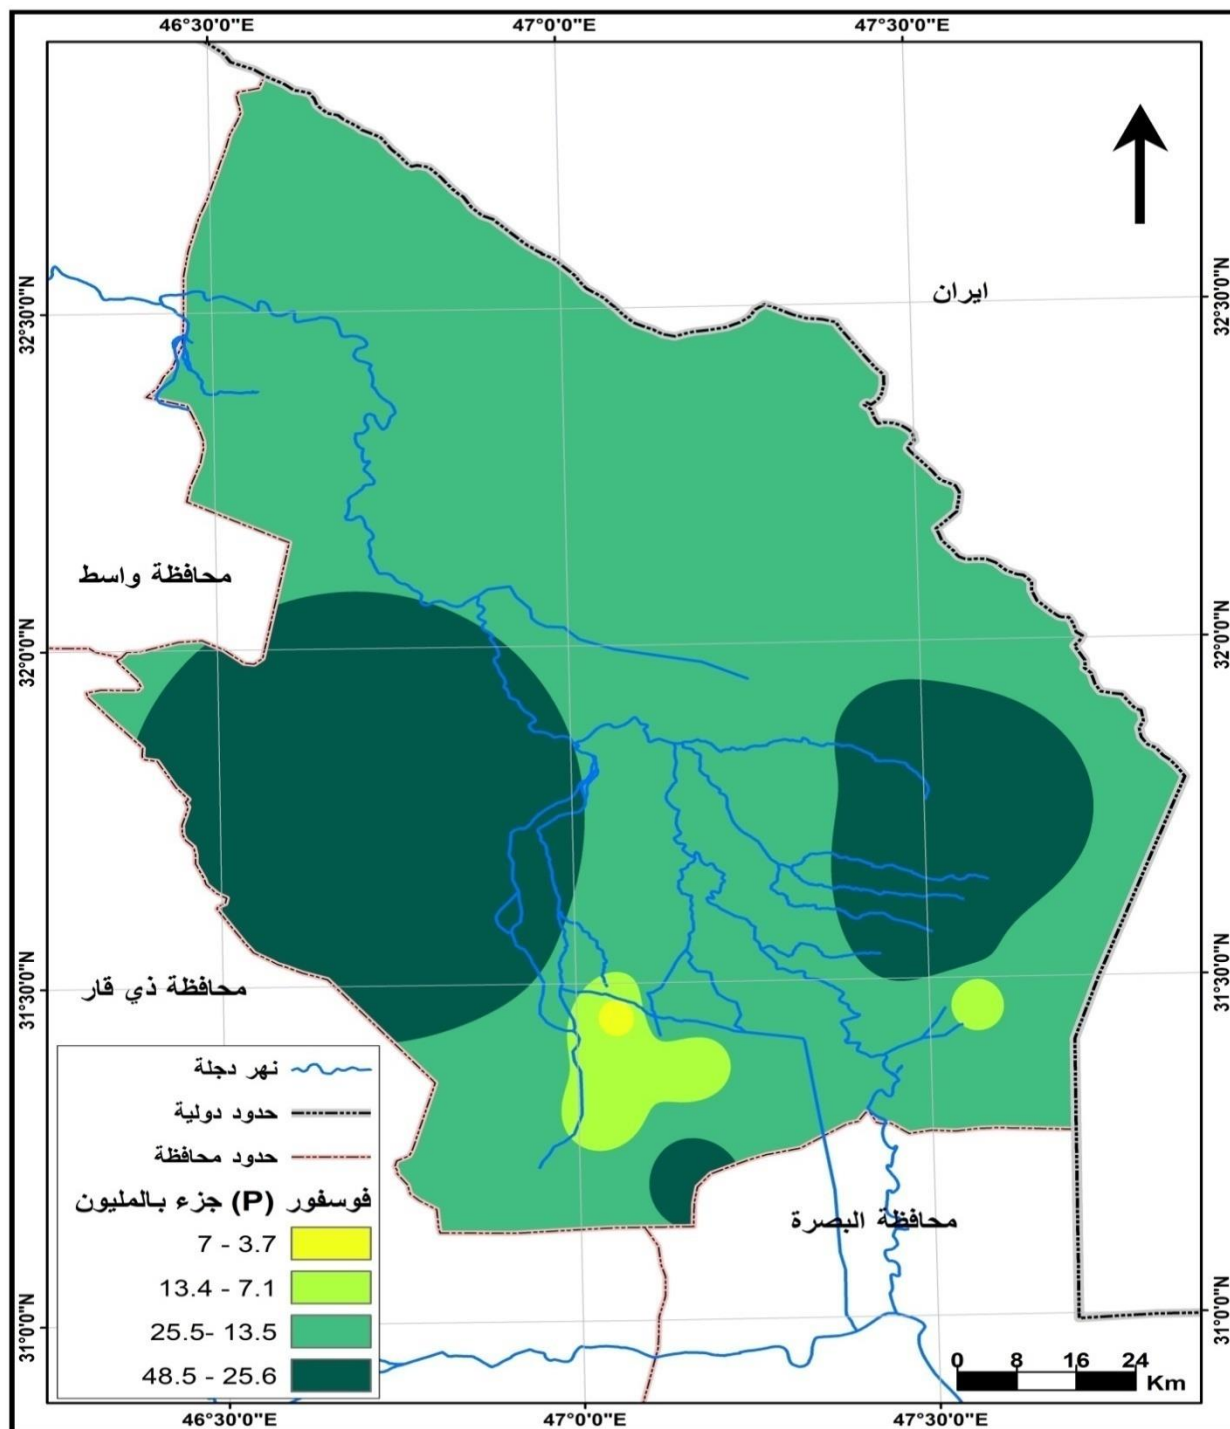 46°30'0"E
47°0'0"E
47°30'0"E
32°30'0"N
32°30'0"N
ايران
محافظة واسط
32°0'0"N
32°0'0"N
31°30'0"N
31°30'0"N
محافظة ذي قار
نهر دجلة
حدود دولية
حدود محافظة
فوسفور (P) جزء بالمليون
7 - 3.7
13.4 - 7.1
25.5- 13.5
48.5 - 25.6
محافظة البصرة
31°0'0"N
31°0'0"N
0 8 16 24
Km
46°30'0"E
47°0'0"E
47°30'0"E